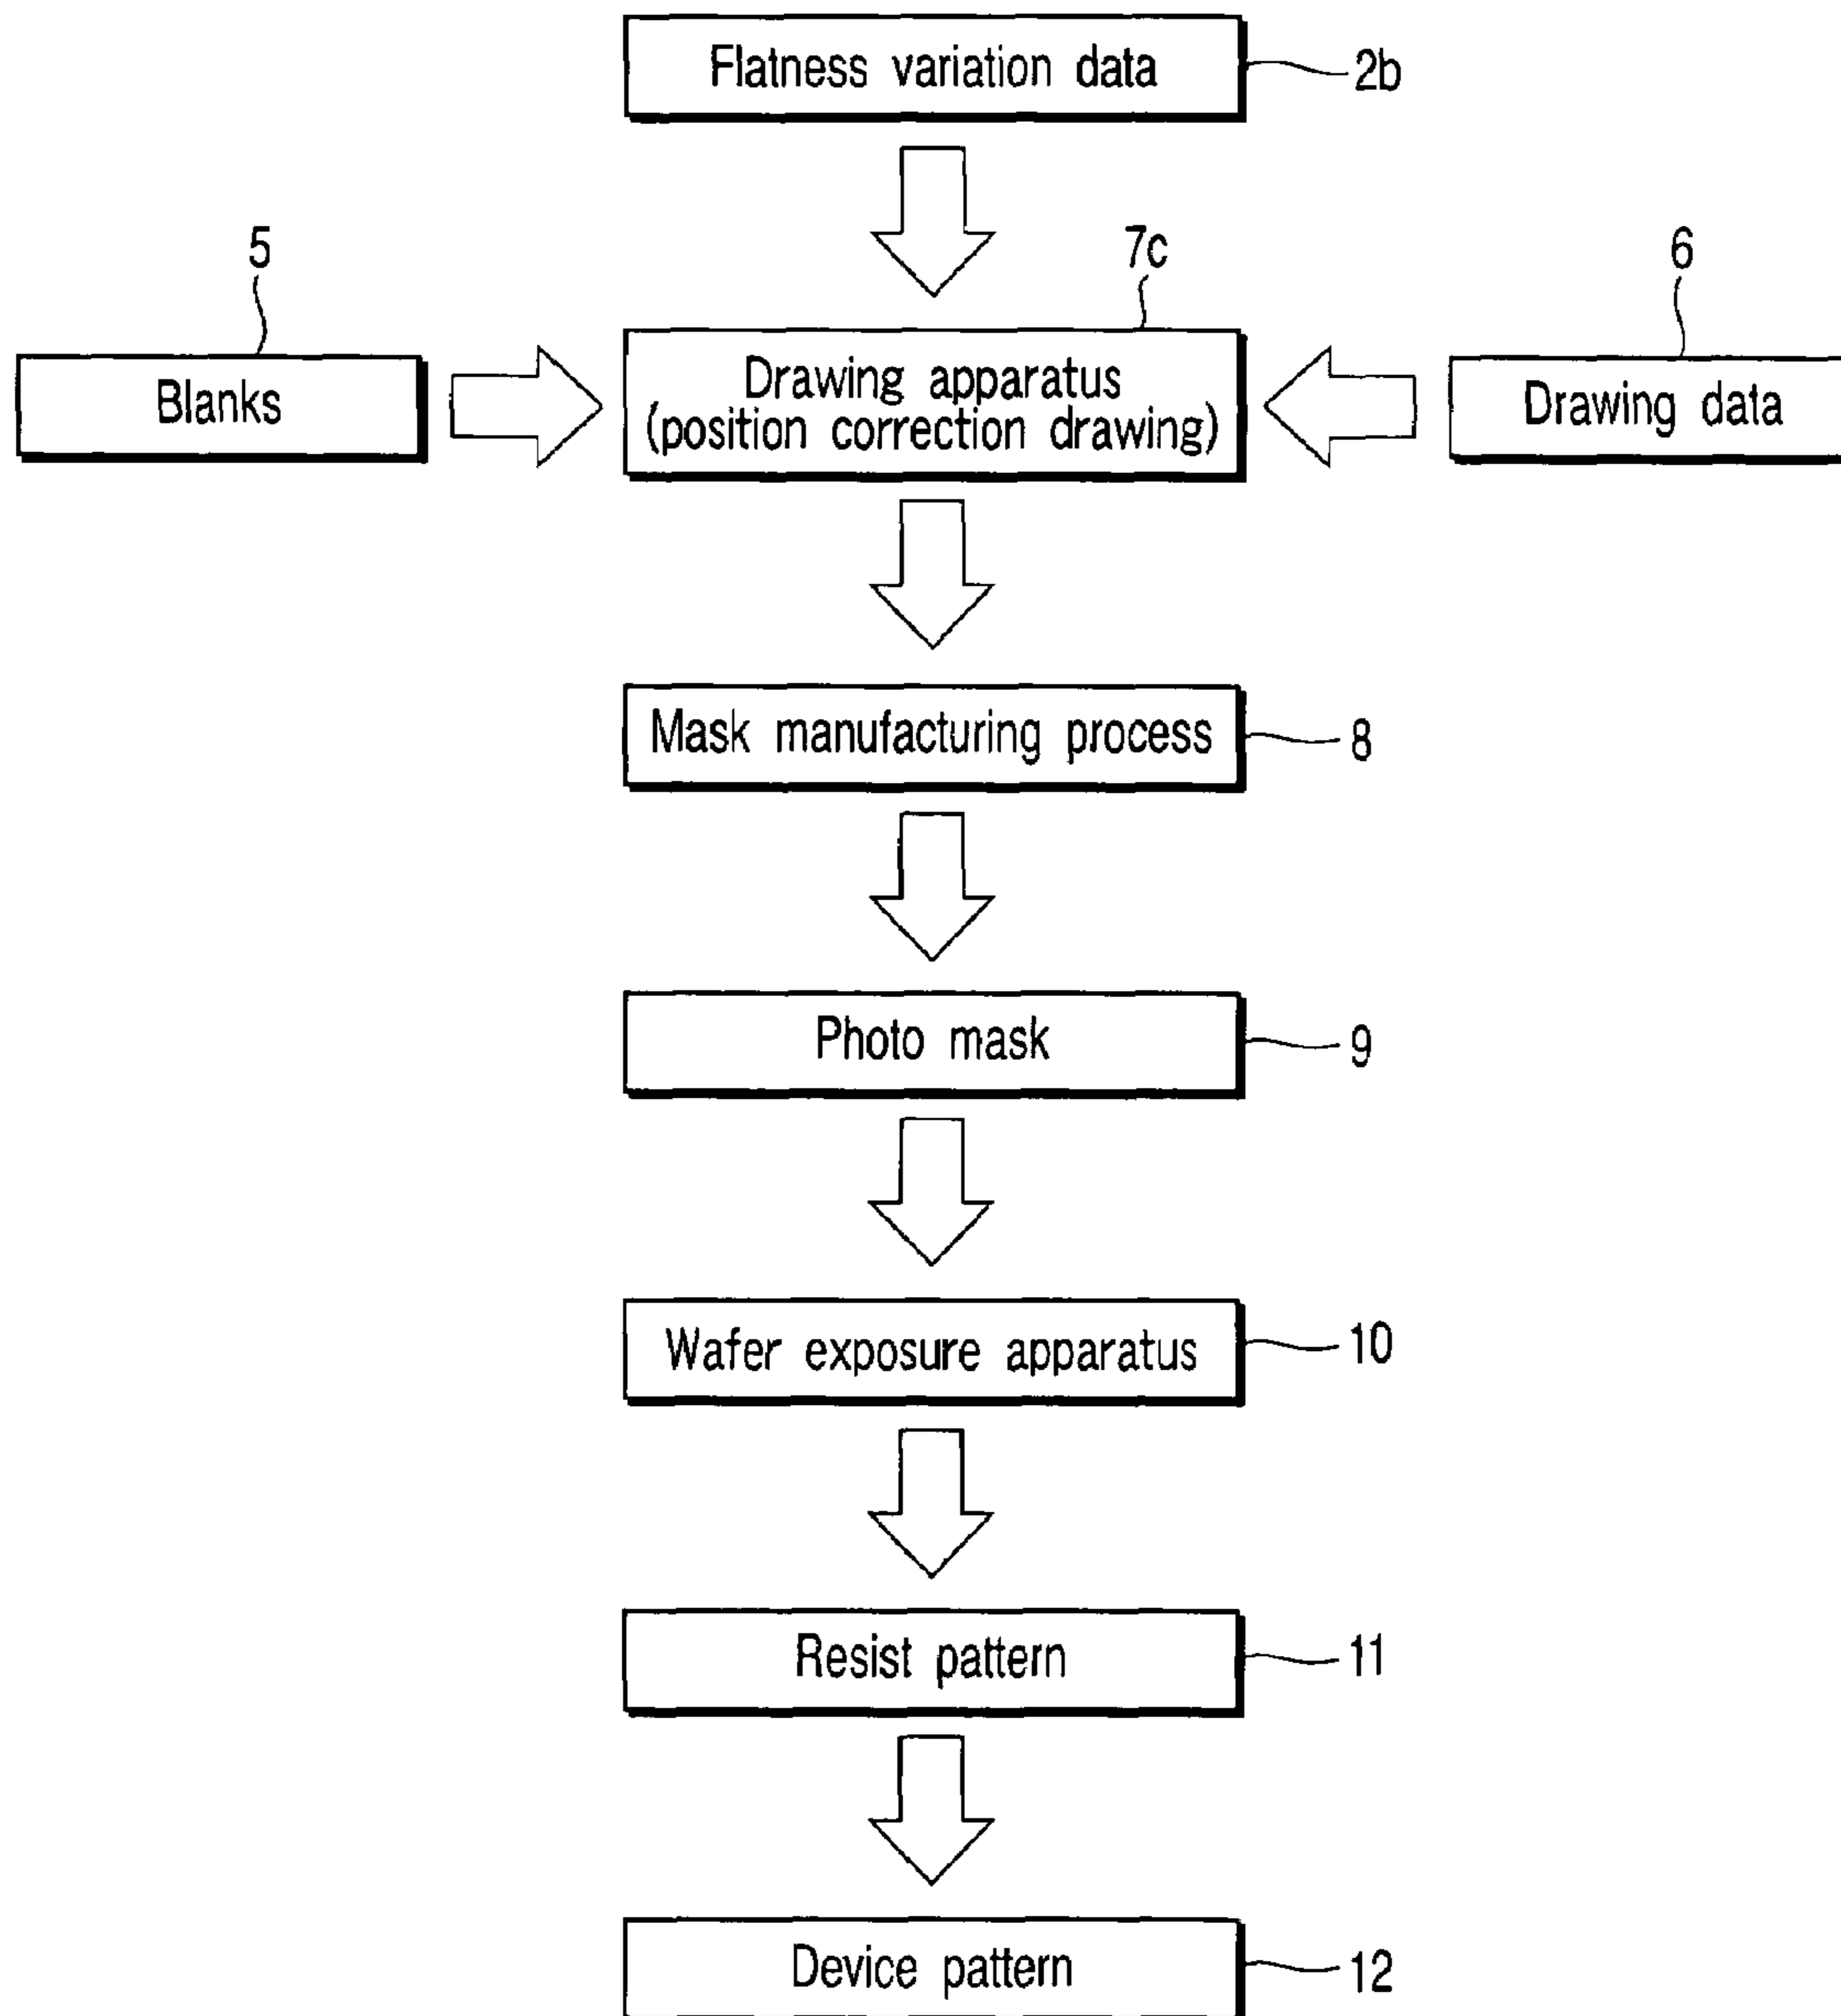 Flatness variation data
2b
5
7c
6
Blanks
Drawing apparatus
(position correction drawing)
Drawing data
Mask manufacturing process
8
Photo mask
9
Wafer exposure apparatus
10
Resist pattern
11
Device pattern
12